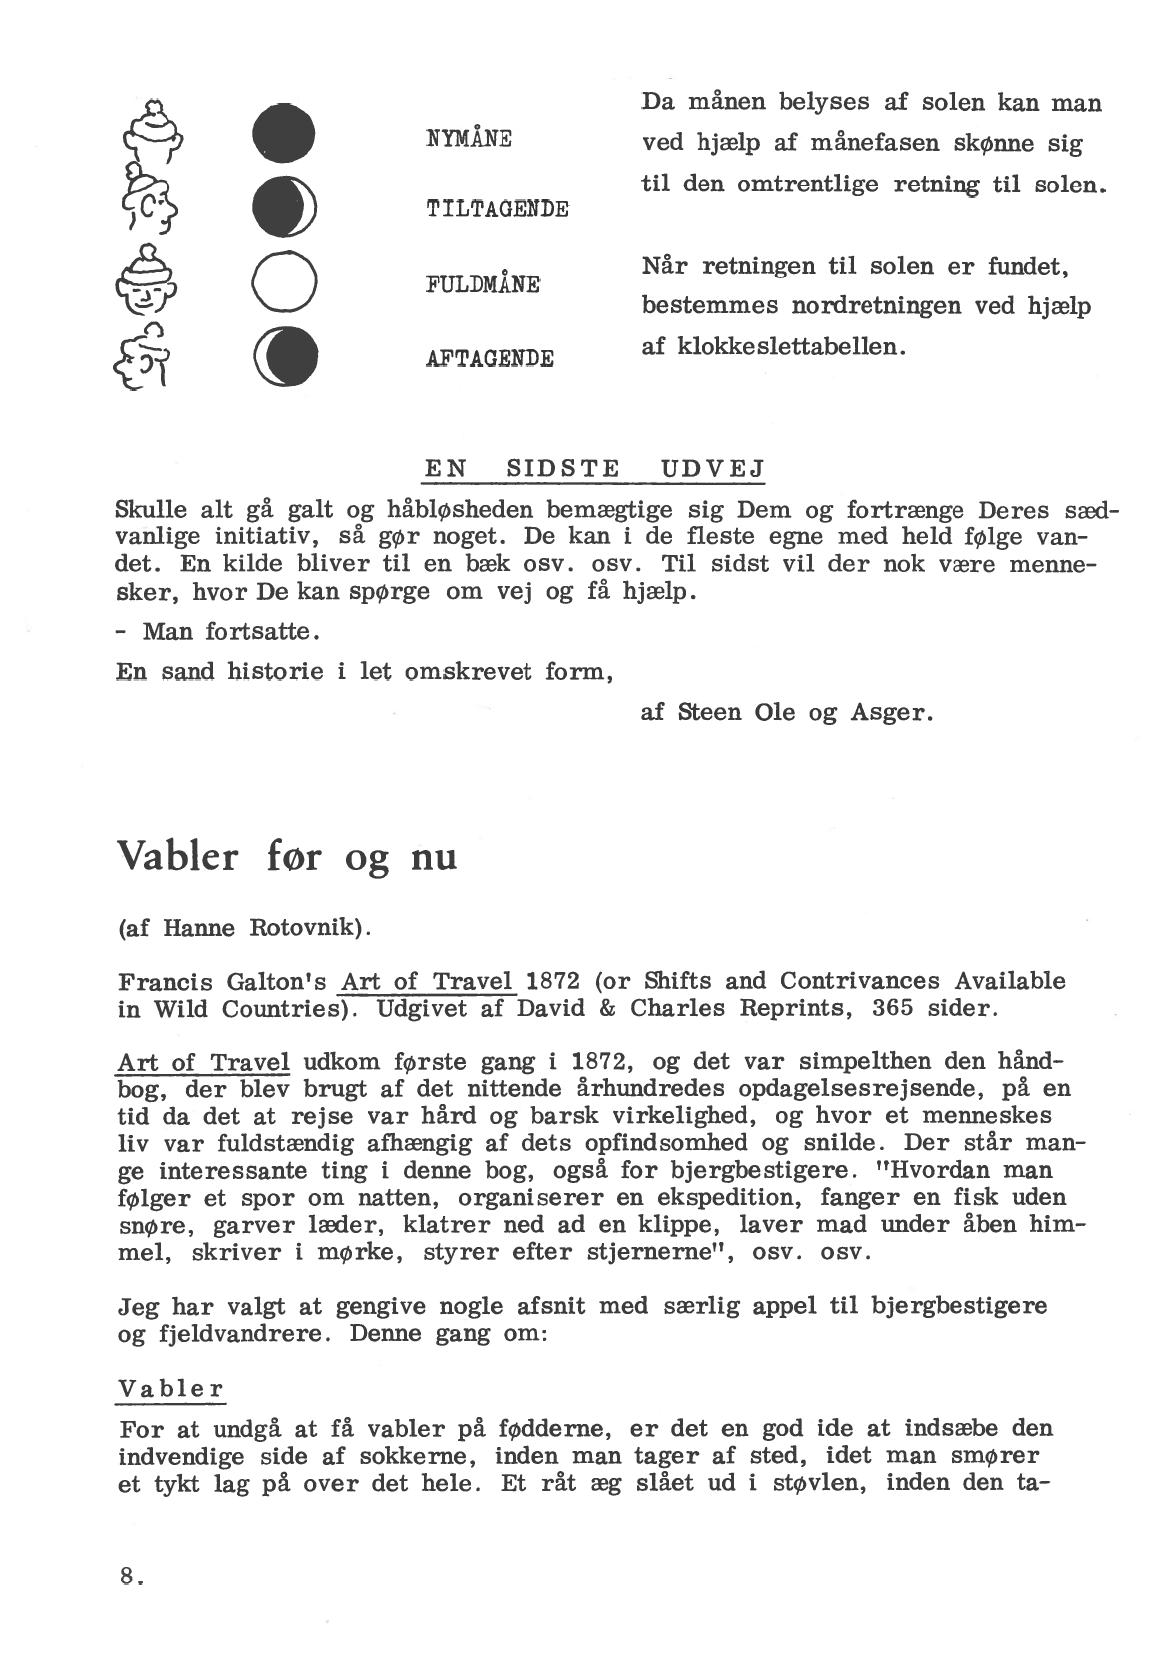 NYMÅNE
TILTAGENDE
FULDMÅNE
AFTAGENDE
Da månen belyses af solen kan man
ved hjælp af månefasen skønne sig
til den omtrentlige retning til solen.
Når retningen til solen er fundet,
bestemmes nordretningen ved hjælp
af klokkeslettabellen.
EN SIDSTE UDVEJ
Skulle alt gå galt og håbløsheden bemægtige sig Dem og fortrænge Deres sæd-
vanlige initiativ, så gør noget. De kan i de fleste egne med held følge van-
det. En kilde bliver til en bæk osv. osv. Til sidst vil der nok være menne-
sker, hvor De kan spørge om vej og få hjælp.
- Man fortsatte.
En sand historie i let omskrevet form,
af Steen Ole og Asger.
Vabler før og nu
(af Hanne Rotovnik).
Francis Galton's Art of Travel 1872 (or Shifts and Contrivances Available
in Wild Countries). Udgivet af David & Charles Reprints, 365 sider.
Art of Travel udkom første gang i 1872, og det var simpelthen den hånd-
bog, der blev brugt af det nittende århundredes opdagelsesrejsende, på en
tid da det at rejse var hård og barsk virkelighed, og hvor et menneskes
liv var fuldstændig afhængig af dets opfindsomhed og snilde. Der står man-
ge interessante ting i denne bog, også for bjergbestigere. "Hvordan man
følger et spor om natten, organiserer en ekspedition, fanger en fisk uden
snøre, garver læder, klatrer ned ad en klippe, laver mad under åben him-
mel, skriver i mørke, styrer efter stjernerne", osv. osv.
Jeg har valgt at gengive nogle afsnit med særlig appel til bjergbestigere
og fjeldvandrere. Denne gang om:
Vabler
For at undgå at få vabler på fødderne, er det en god ide at indsæbe den
indvendige side af sokkerne, inden man tager af sted, idet man smører
et tykt lag på over det hele. Et råt æg slået ud i støvlen, inden den ta-
8.